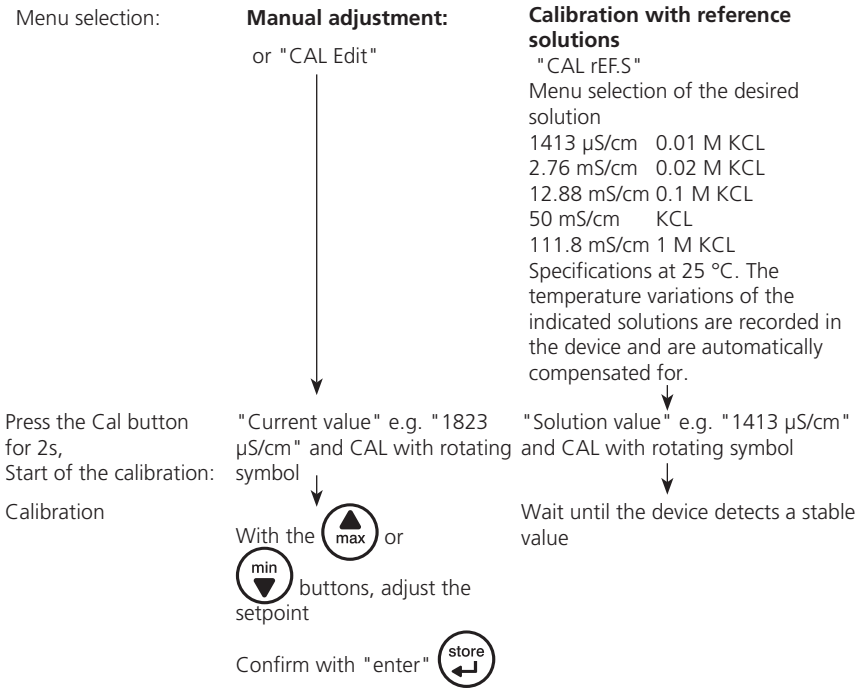 Menu selection:
Manual adjustment:
or "CAL Edit"
Calibration with reference
solutions
"CAL rEF.S"
Menu selection of the desired
solution
1413 µS/cm 0.01 M KCL
2.76 mS/cm 0.02 M KCL
12.88 mS/cm 0.1 M KCL
50 mS/cm KCL
111.8 mS/cm 1 M KCL
Specifications at 25 °C. The
temperature variations of the
indicated solutions are recorded in
the device and are automatically
compensated for.
Press the Cal button
for 2s,
Start of the calibration:
"Current value" e.g. "1823
µS/cm" and CAL with rotating
symbol
"Solution value" e.g. "1413 µS/cm"
and CAL with rotating symbol
Calibration
With the max or
min buttons, adjust the
setpoint
Confirm with "enter" store
Wait until the device detects a stable
value